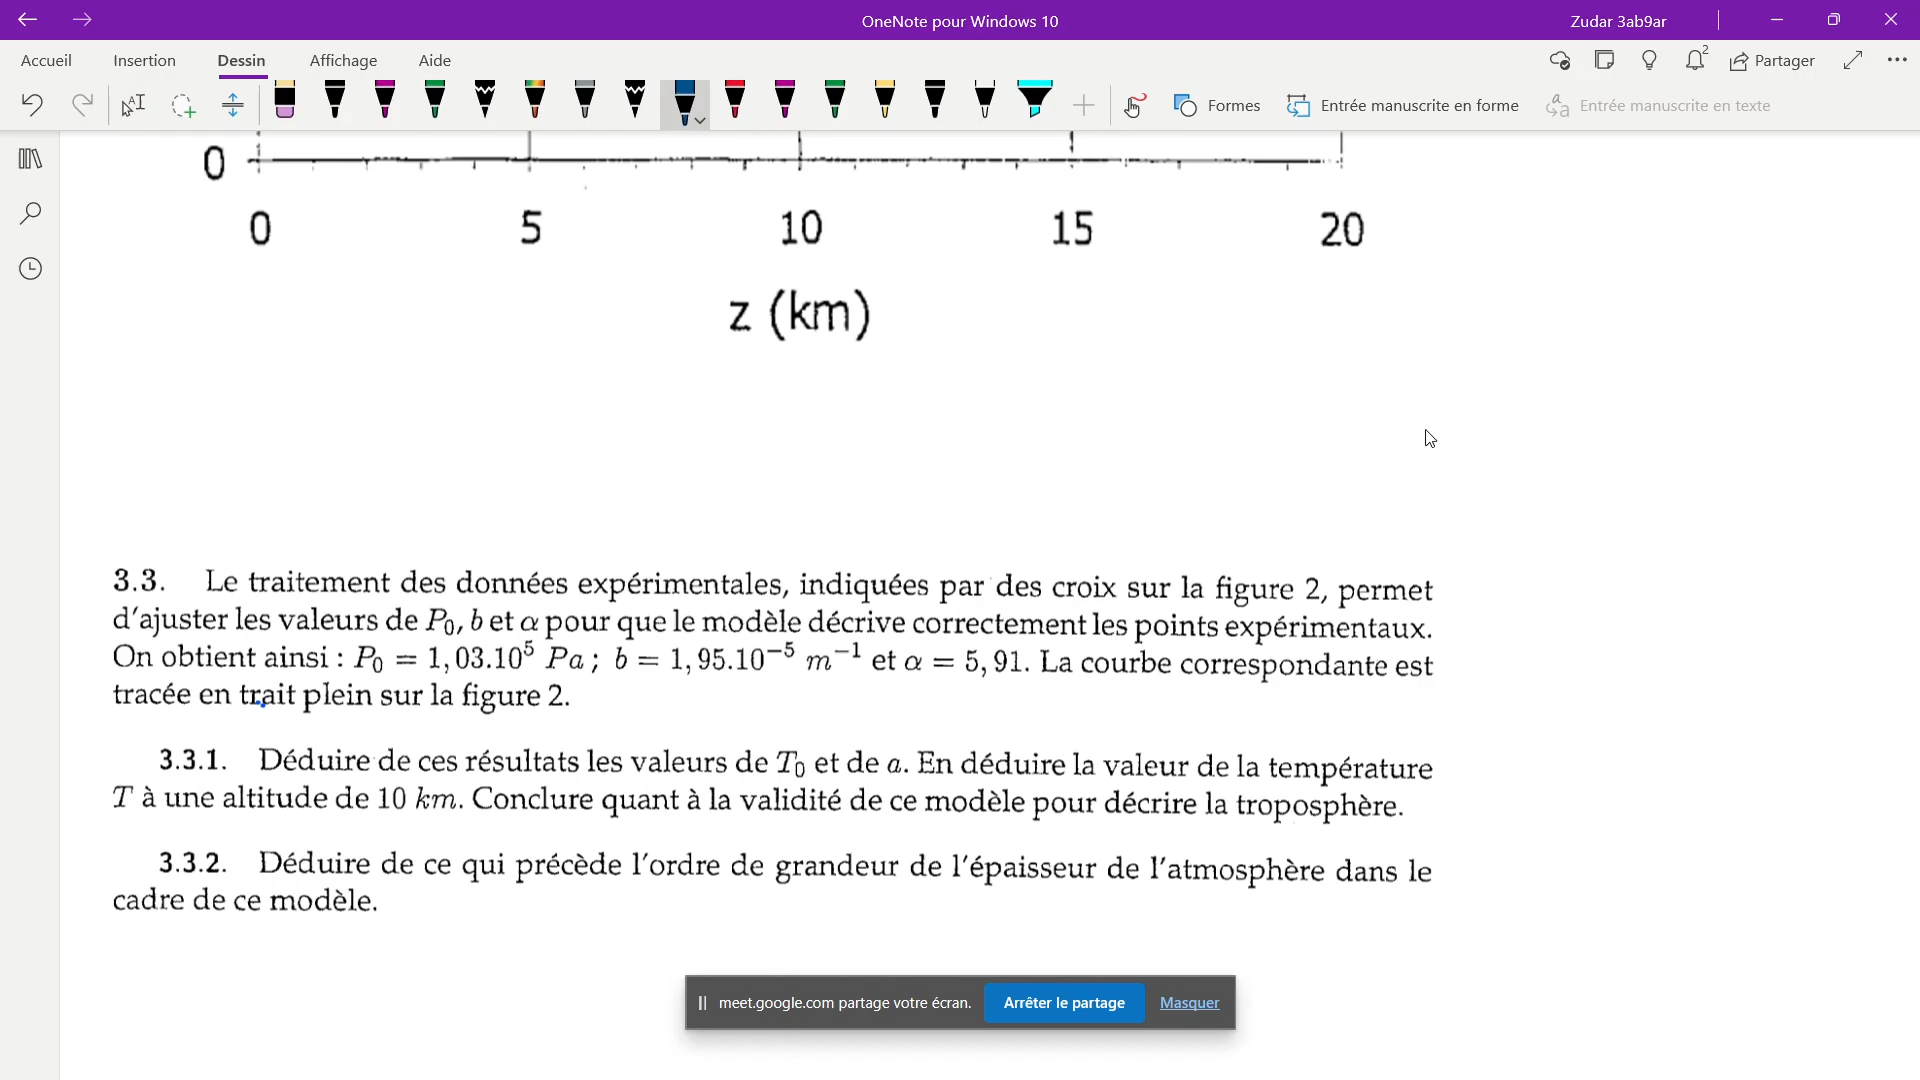 OneNote pour Windows 10
Zudar 3ab9ar
Accueil Insertion Dessin Affichage Aide
2 Partager
Formes Entrée manuscrite en forme Entrée manuscrite en texte
0
0 5 10 15 20
z (km)
3.3. Le traitement des données expérimentales, indiquées par des croix sur la figure 2, permet
d'ajuster les valeurs de P₀, b et α pour que le modèle décrive correctement les points expérimentaux.
On obtient ainsi : P₀ = 1,03.10⁵ Pa ; b = 1,95.10⁻⁵ m⁻¹ et α = 5,91. La courbe correspondante est
tracée en trait plein sur la figure 2.
3.3.1. Déduire de ces résultats les valeurs de T₀ et de a. En déduire la valeur de la température
T à une altitude de 10 km. Conclure quant à la validité de ce modèle pour décrire la troposphère.
3.3.2. Déduire de ce qui précède l'ordre de grandeur de l'épaisseur de l'atmosphère dans le
cadre de ce modèle.
meet.google.com partage votre écran. Arrêter le partage Masquer